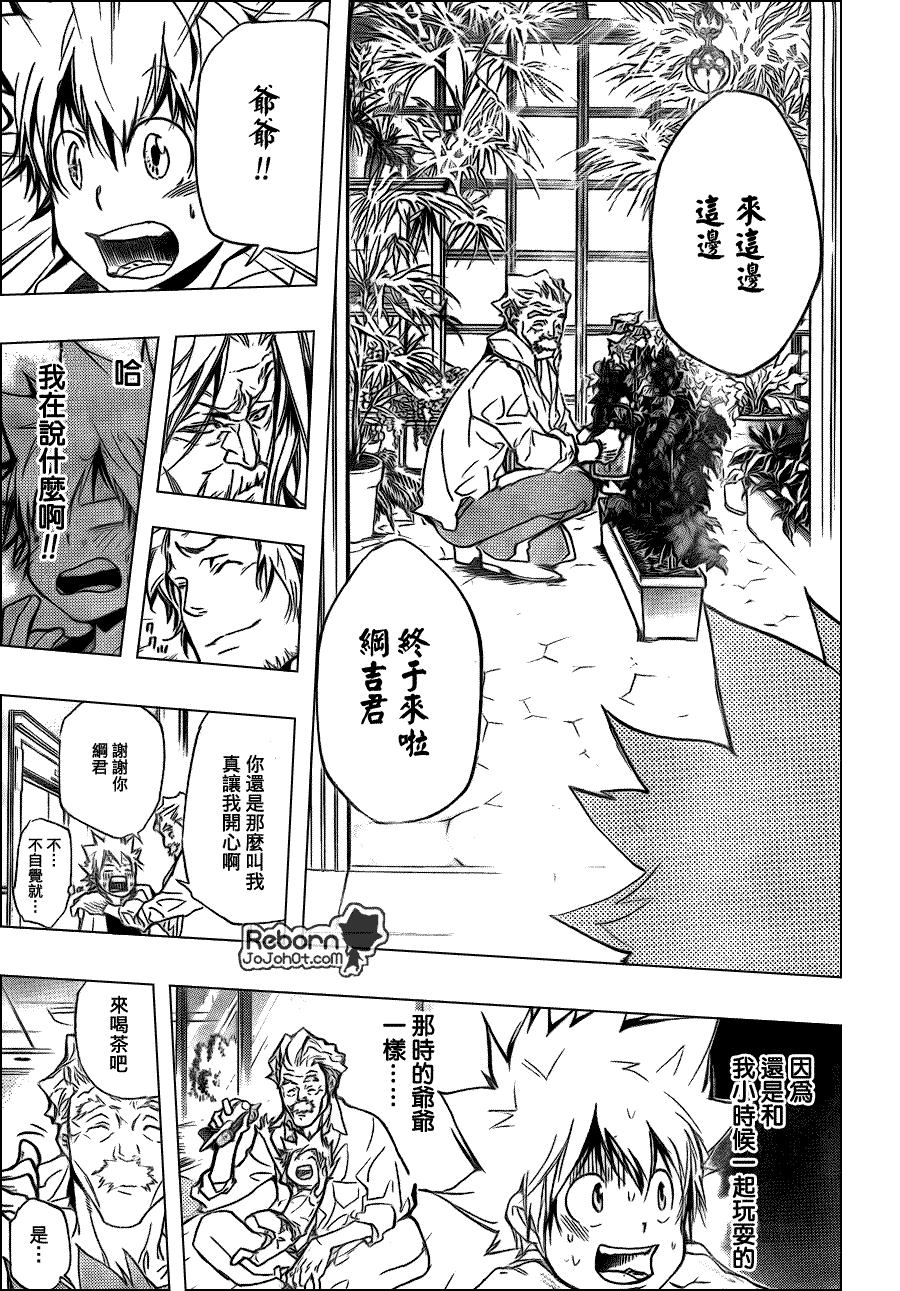 來這邊
這邊
終于來啦
綱吉君
爺爺!!
哈
我在說什麼啊!!
你還是那麼叫我
真讓我開心啊
謝謝你
綱君
不…
不自覺就…
Reborn
JoJohOt.com
因為
還是和
我小時候一起玩耍的
那時的爺爺
一樣……
來喝茶吧
是…